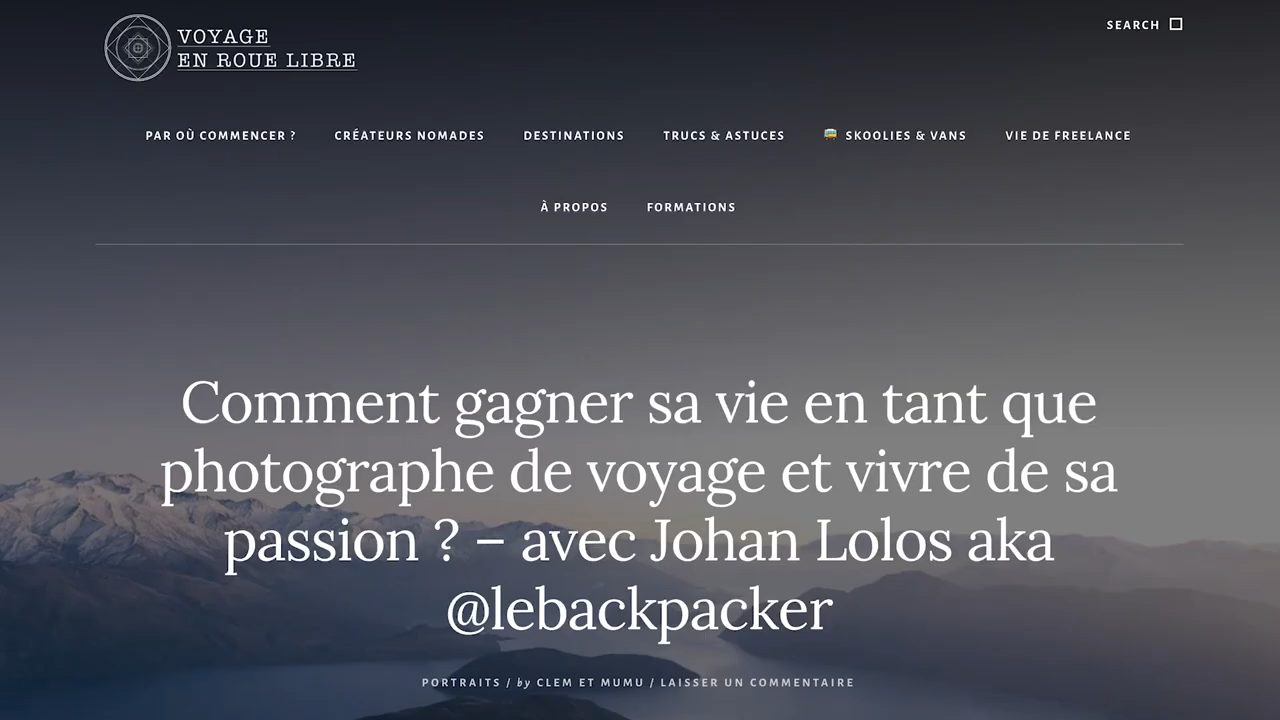 VOYAGE
EN ROUE LIBRE
SEARCH
PAR OÙ COMMENCER ? CRÉATEURS NOMADES DESTINATIONS TRUCS & ASTUCES SKOOLIES & VANS VIE DE FREELANCE
À PROPOS FORMATIONS
Comment gagner sa vie en tant que
photographe de voyage et vivre de sa
passion ? – avec Johan Lolos aka
@lebackpacker
PORTRAITS / by CLEM ET MUMU / LAISSER UN COMMENTAIRE